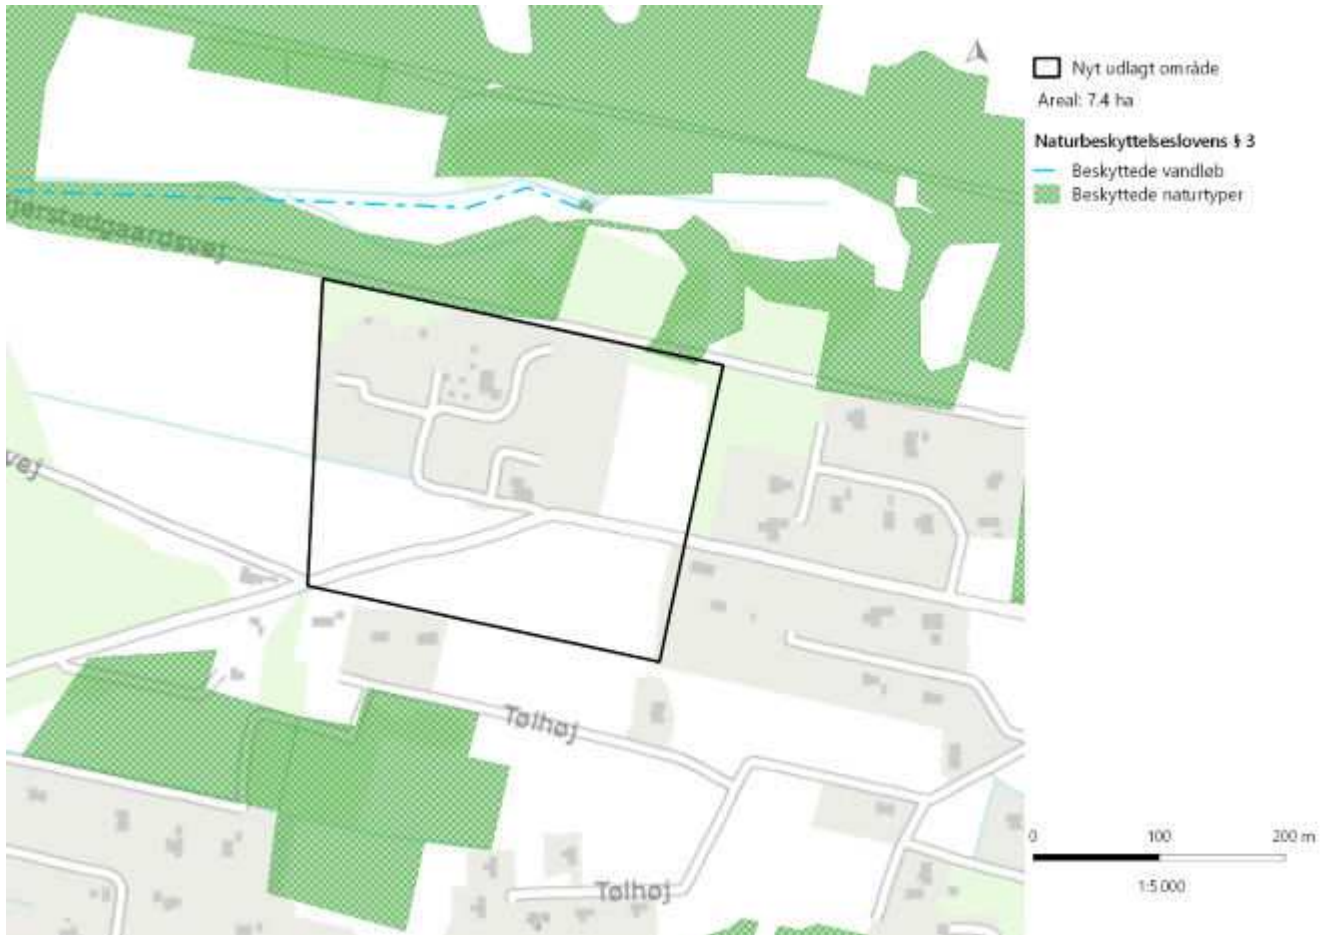 Nyt udlagt område
Areal: 7.4 ha
Naturbeskyttelseslovens § 3
Beskyttede vandløb
Beskyttede naturtyper
vej
Tølhøj
Tølhøj
0 100 200 m
1:5.000